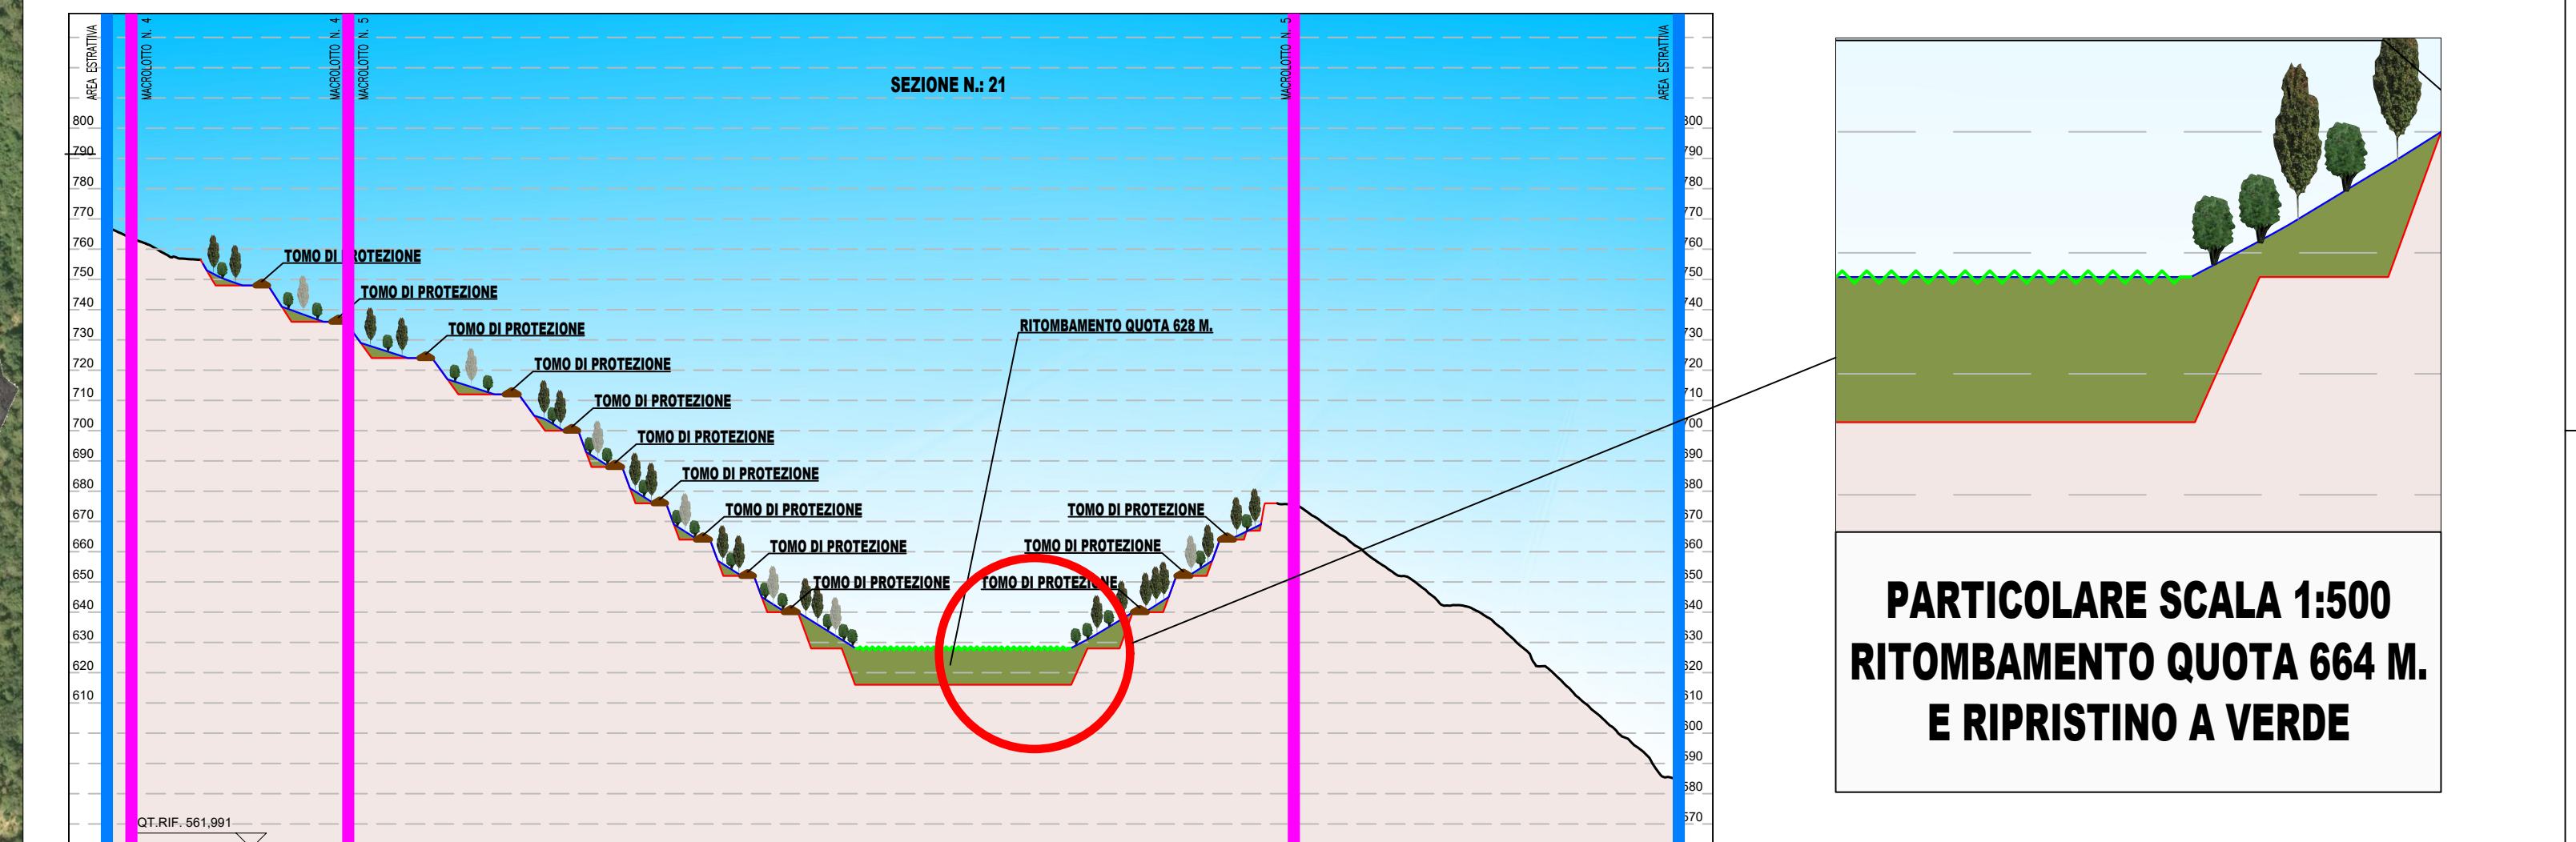 AREA ESTRATTIVA
MACROLOTTO N. 4
MACROLOTTO N. 4
MACROLOTTO N. 5
SEZIONE N.: 21
MACROLOTTO N. 5
AREA ESTRATTIVA
800
790
780
770
760
750
740
730
720
710
700
690
680
670
660
650
640
630
620
610
TOMO DI PROTEZIONE
TOMO DI PROTEZIONE
TOMO DI PROTEZIONE
TOMO DI PROTEZIONE
TOMO DI PROTEZIONE
TOMO DI PROTEZIONE
TOMO DI PROTEZIONE
TOMO DI PROTEZIONE
TOMO DI PROTEZIONE
TOMO DI PROTEZIONE
RITOMBAMENTO QUOTA 628 M.
TOMO DI PROTEZIONE
TOMO DI PROTEZIONE
TOMO DI PROTEZIONE
800
790
780
770
760
750
740
730
720
710
700
690
680
670
660
650
640
630
620
610
600
590
580
570
QT.RIF. 561,991
PARTICOLARE SCALA 1:500
RITOMBAMENTO QUOTA 664 M.
E RIPRISTINO A VERDE